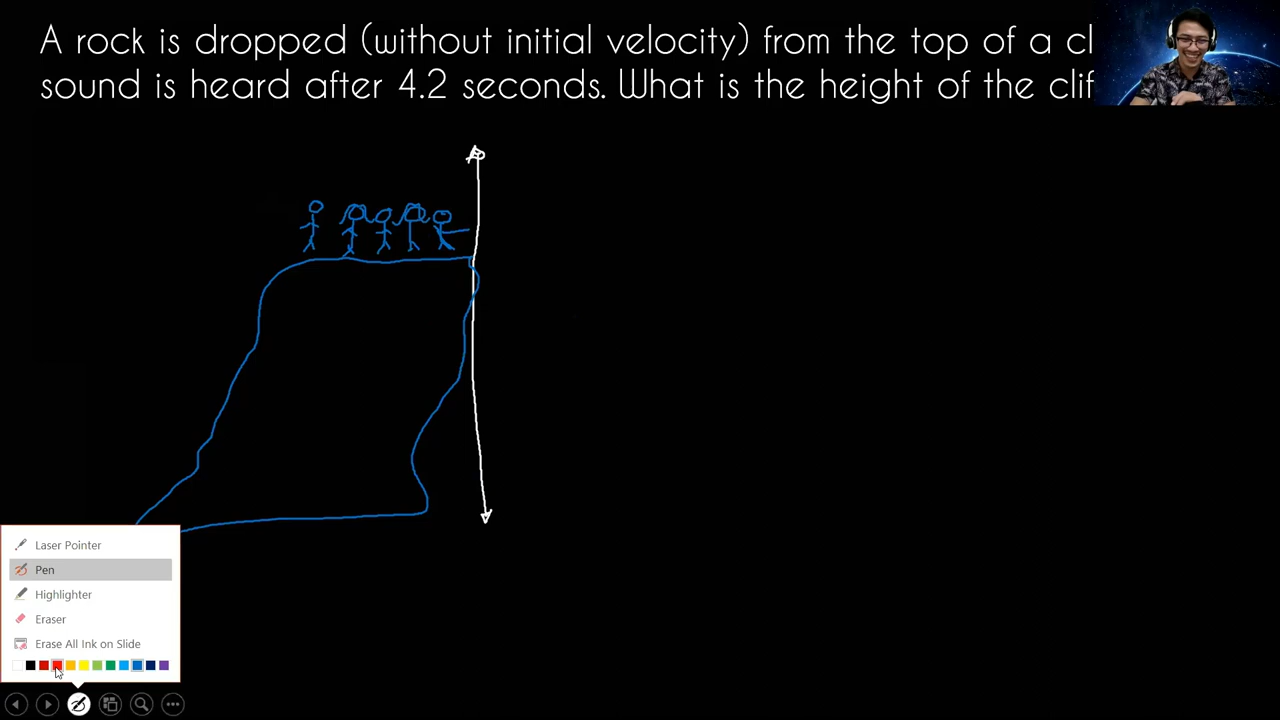 A rock is dropped (without initial velocity) from the top of a cl
sound is heard after 4.2 seconds. What is the height of the clif
Laser Pointer
Pen
Highlighter
Eraser
Erase All Ink on Slide